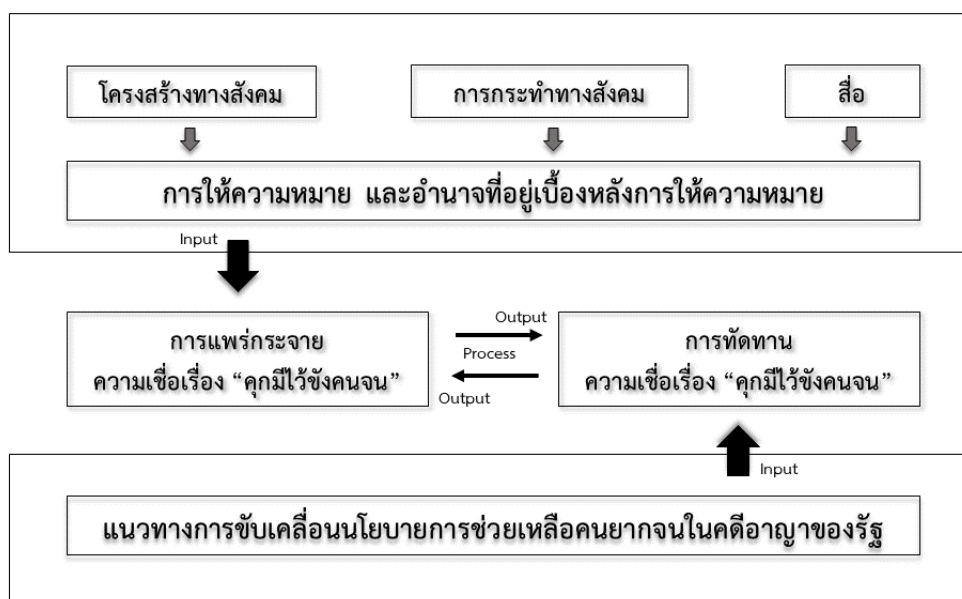 โครงสร้างทางสังคม
การกระทำทางสังคม
สื่อ
การให้ความหมาย และอำนาจที่อยู่เบื้องหลังการให้ความหมาย
Input
การแพร่กระจาย
ความเชื่อเรื่อง “คุกมีไว้ขังคนจน”
Output
Process
Output
การทัดทาน
ความเชื่อเรื่อง “คุกมีไว้ขังคนจน”
Input
แนวทางการขับเคลื่อนนโยบายการช่วยเหลือคนยากจนในคดีอาญาของรัฐ